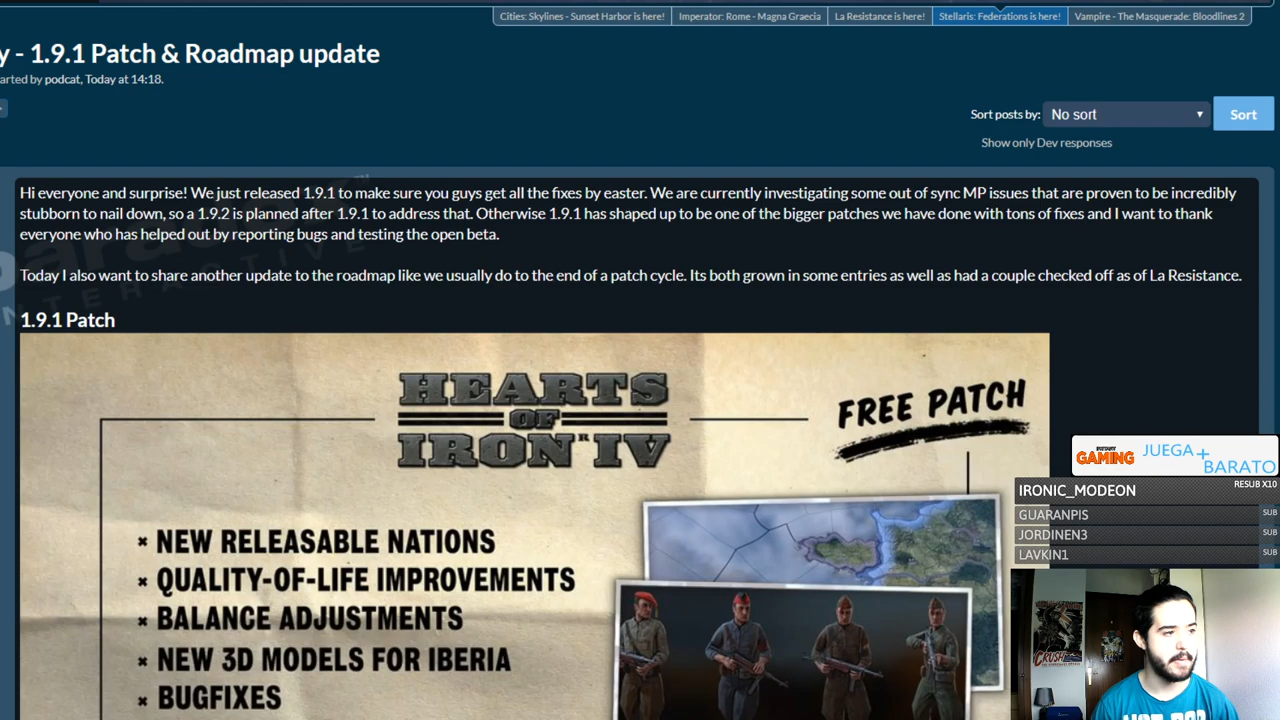 Cities: Skylines - Sunset Harbor is here! Imperator: Rome - Magna Graecia La Resistance is here! Stellaris: Federations is here! Vampire - The Masquerade: Bloodlines 2
y - 1.9.1 Patch & Roadmap update
arted by podcat, Today at 14:18.
Sort posts by: No sort Sort
Show only Dev responses
Hi everyone and surprise! We just released 1.9.1 to make sure you guys get all the fixes by easter. We are currently investigating some out of sync MP issues that are proven to be incredibly
stubborn to nail down, so a 1.9.2 is planned after 1.9.1 to address that. Otherwise 1.9.1 has shaped up to be one of the bigger patches we have done with tons of fixes and I want to thank
everyone who has helped out by reporting bugs and testing the open beta.
Today I also want to share another update to the roadmap like we usually do to the end of a patch cycle. Its both grown in some entries as well as had a couple checked off as of La Resistance.
1.9.1 Patch
HEARTS
OF
IRON IV
FREE PATCH
× NEW RELEASABLE NATIONS
× QUALITY-OF-LIFE IMPROVEMENTS
× BALANCE ADJUSTMENTS
× NEW 3D MODELS FOR IBERIA
× BUGFIXES
INSTANT
GAMING
JUEGA+
BARATO
IRONIC_MODEON RESUB X10
GUARANPIS SUB
JORDINEN3 SUB
LAVKIN1 SUB
CRUSH